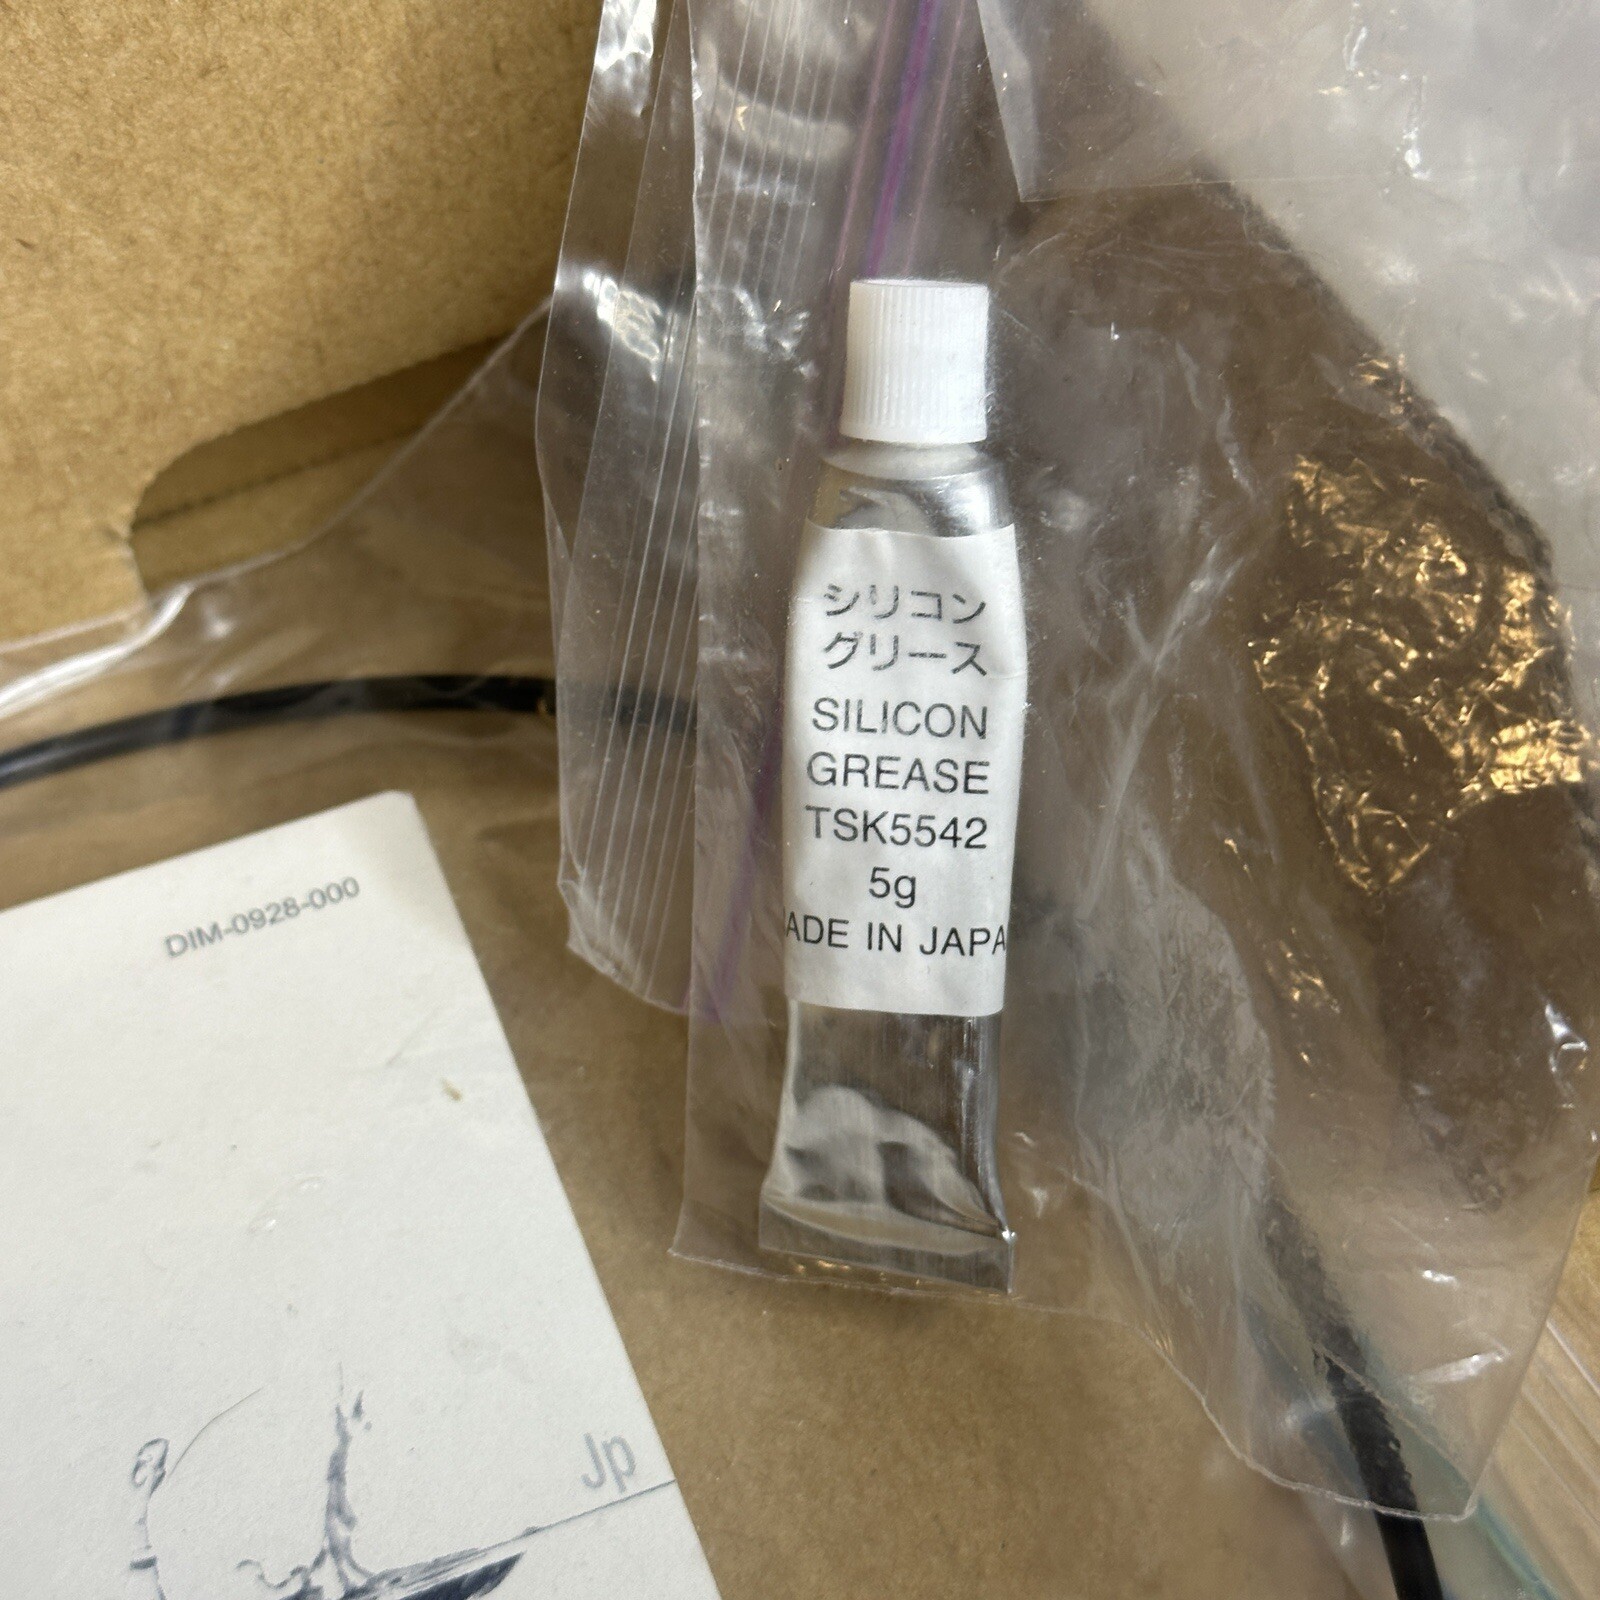 シリコン
グリース
SILICON
GREASE
TSK5542
5g
ADE IN JAPA
DIM-0928-000
Jp